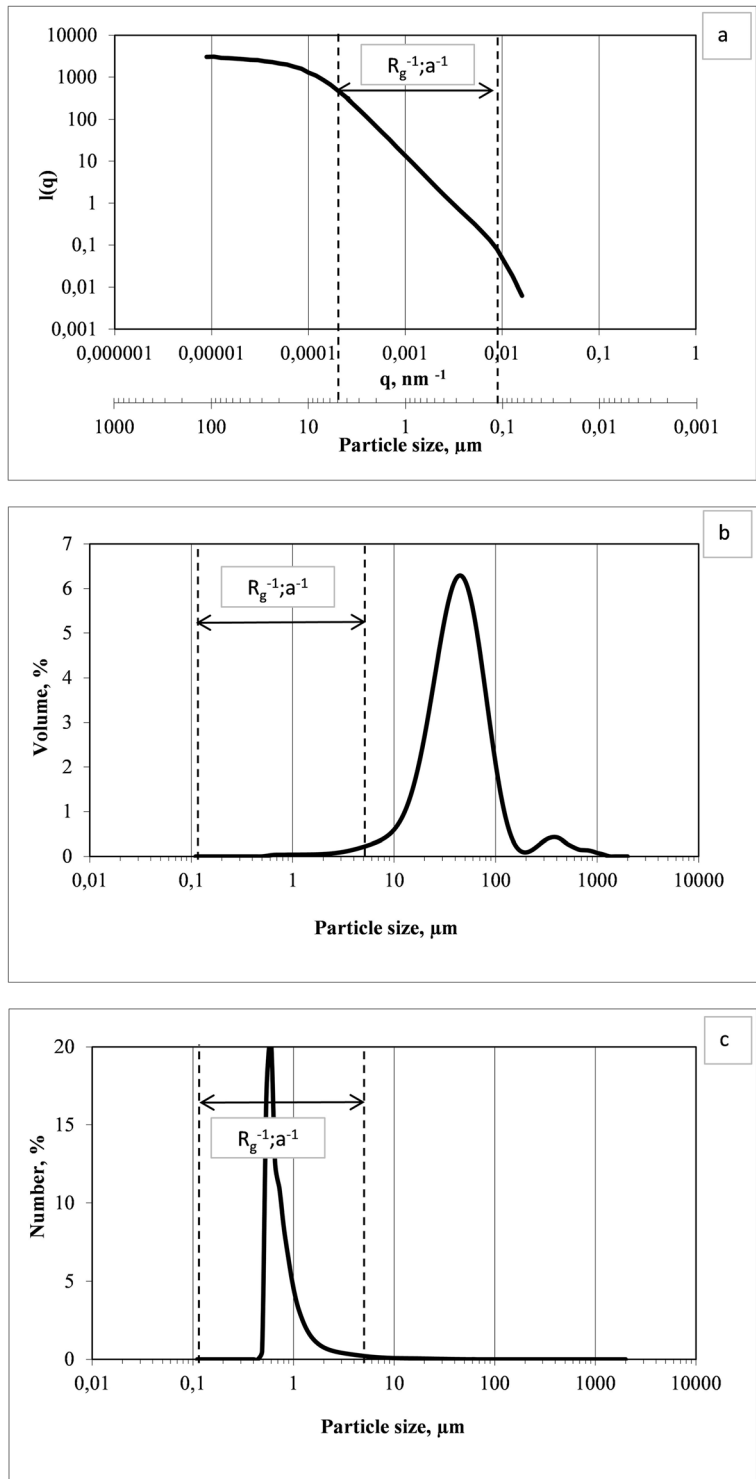 a
10000
1000
100
10
1
0,1
0,01
0,001
I(q)
R_g^-1;a^-1
0,000001 0,00001 0,0001 0,001 0,01 0,1 1
q, nm^-1
1000 100 10 1 0,1 0,01 0,001
Particle size, µm
b
7
6
5
4
3
2
1
0
Volume, %
R_g^-1;a^-1
0,01 0,1 1 10 100 1000 10000
Particle size, µm
c
20
15
10
5
0
Number, %
R_g^-1;a^-1
0,01 0,1 1 10 100 1000 10000
Particle size, µm